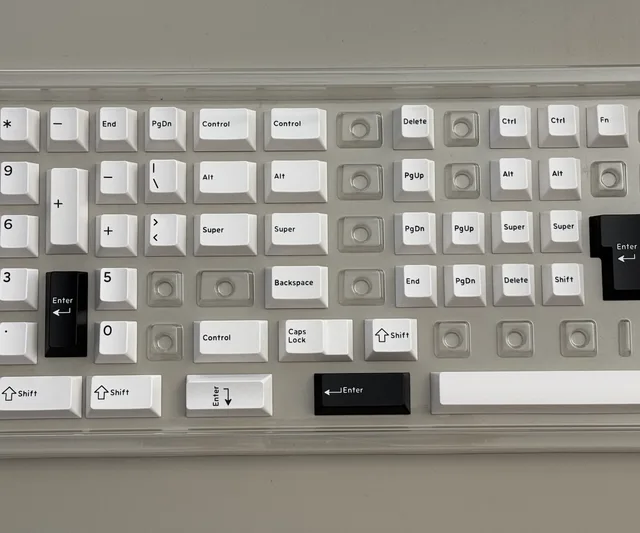 * - End PgDn Control Control Delete Ctrl Ctrl Fn
9 - | \ Alt Alt PgUp Alt Alt
+
6 + > < Super Super PgDn PgUp Super Super
Enter
3 Enter 5 Backspace End PgDn Delete Shift
. 0 Control Caps Lock Shift
Shift Shift Enter Enter